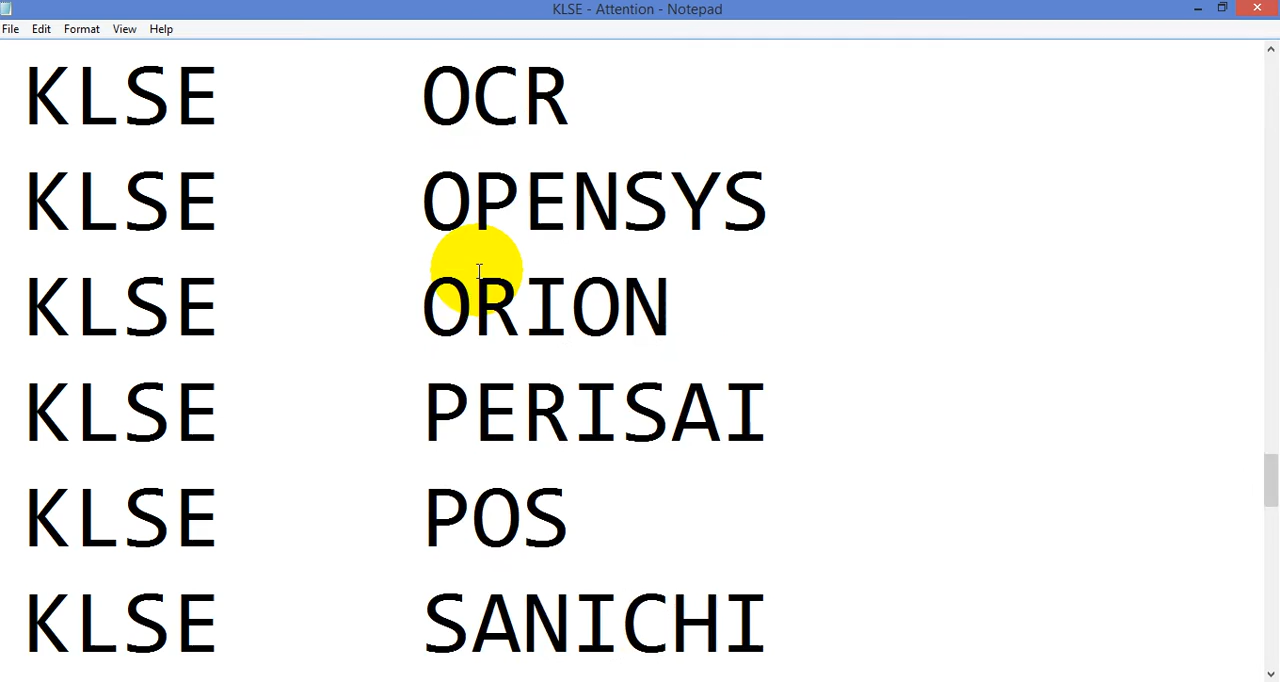 KLSE - Attention - Notepad
File Edit Format View Help
KLSE OCR
KLSE OPENSYS
KLSE ORION
KLSE PERISAI
KLSE POS
KLSE SANICHI